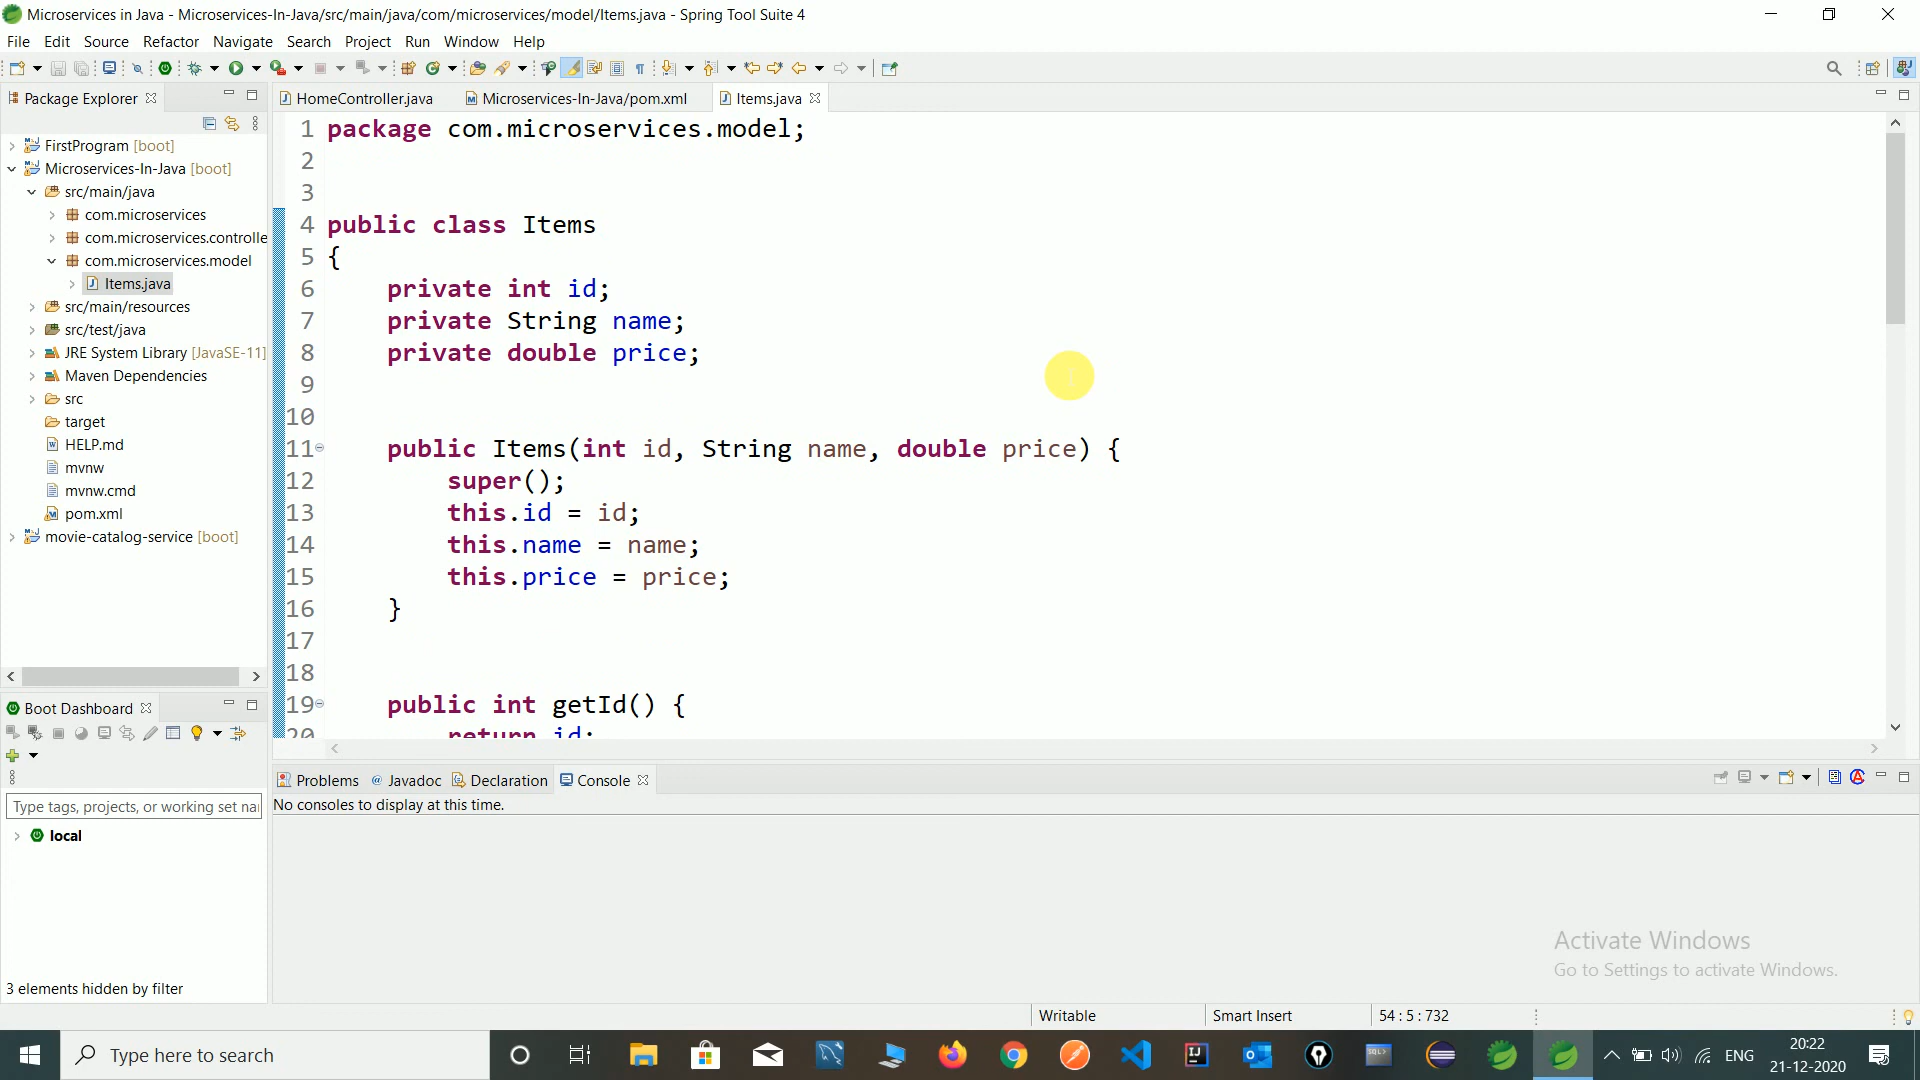 Microservices in Java - Microservices-In-Java/src/main/java/com/microservices/model/Items.java - Spring Tool Suite 4
File Edit Source Refactor Navigate Search Project Run Window Help
Package Explorer
HomeController.java Microservices-In-Java/pom.xml Items.java
FirstProgram [boot]
Microservices-In-Java [boot]
src/main/java
com.microservices
com.microservices.controlle
com.microservices.model
Items.java
src/main/resources
src/test/java
JRE System Library [JavaSE-11]
Maven Dependencies
src
target
HELP.md
mvnw
mvnw.cmd
pom.xml
movie-catalog-service [boot]
1 package com.microservices.model;
2
3
4 public class Items
5 {
6 private int id;
7 private String name;
8 private double price;
9
10
11 public Items(int id, String name, double price) {
12 super();
13 this.id = id;
14 this.name = name;
15 this.price = price;
16 }
17
18
19 public int getId() {
20 return id;
Boot Dashboard
Type tags, projects, or working set na
local
3 elements hidden by filter
Problems Javadoc Declaration Console
No consoles to display at this time.
Activate Windows
Go to Settings to activate Windows.
Writable Smart Insert 54 : 5 : 732
Type here to search
ENG
20:22
21-12-2020